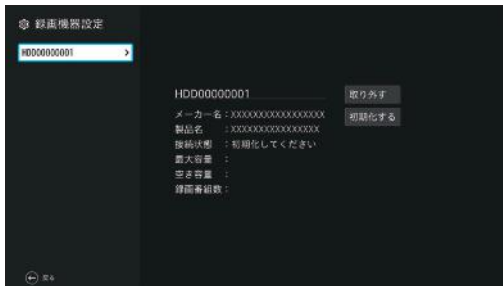 録画機器設定
HDD00000001
HDD00000001
取り外す
メーカー名：XXXXXXXXXXXXXXXXX
初期化する
製品名　：XXXXXXXXXXXXXXXX
接続状態　：初期化してください
最大容量　：
空き容量　：
録画番組数：
戻る